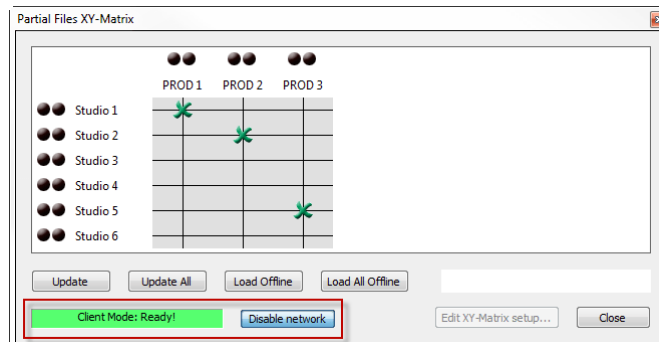 Partial Files XY-Matrix
PROD 1 PROD 2 PROD 3
Studio 1
Studio 2
Studio 3
Studio 4
Studio 5
Studio 6
Update Update All Load Offline Load All Offline
Client Mode: Ready! Disable network Edit XY-Matrix setup... Close